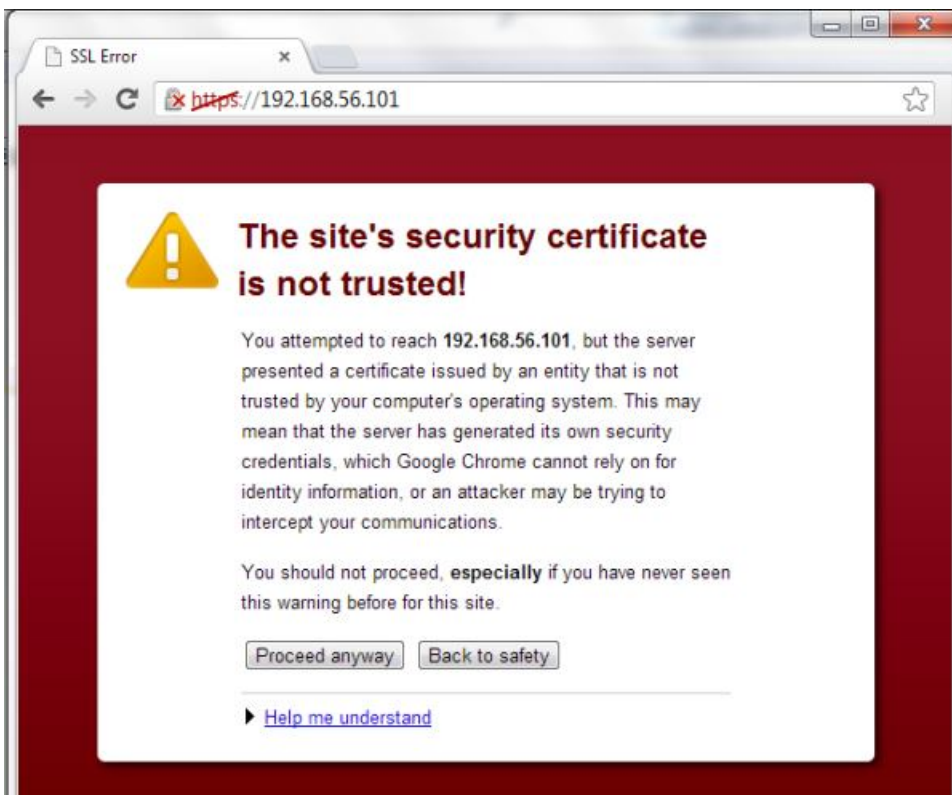 SSL Error
https://192.168.56.101
The site's security certificate
is not trusted!
You attempted to reach 192.168.56.101, but the server
presented a certificate issued by an entity that is not
trusted by your computer's operating system. This may
mean that the server has generated its own security
credentials, which Google Chrome cannot rely on for
identity information, or an attacker may be trying to
intercept your communications.
You should not proceed, especially if you have never seen
this warning before for this site.
Proceed anyway Back to safety
Help me understand